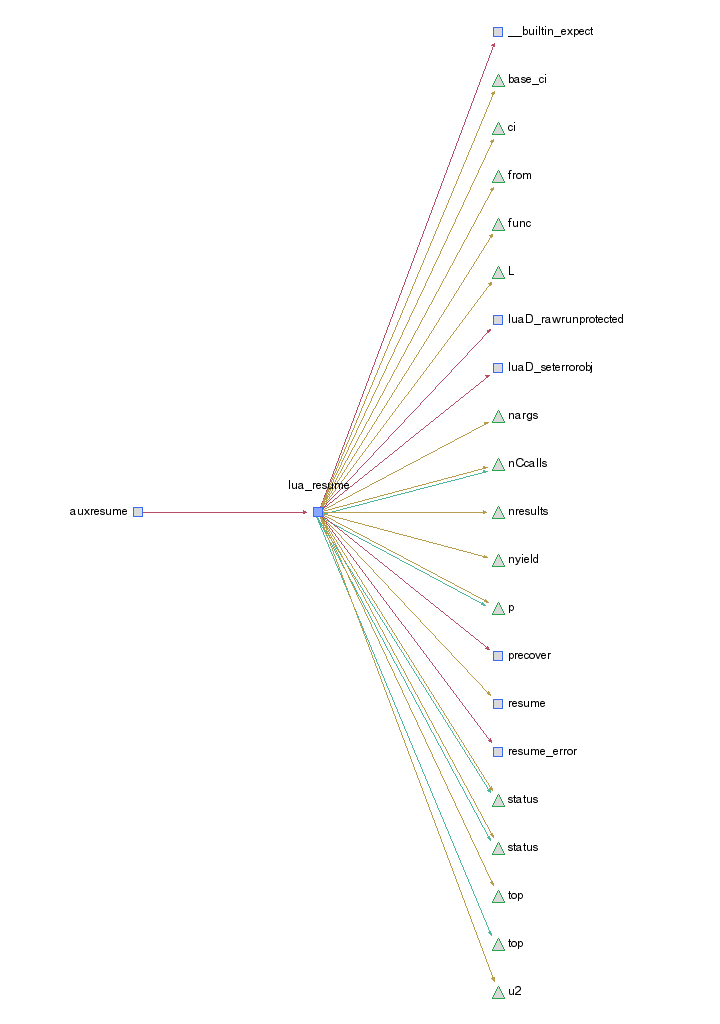 __builtin_expect
base_ci
ci
from
func
L
luaD_rawrunprotected
luaD_seterrorobj
nargs
nCcalls
lua_resume
auxresume
nresults
nyield
p
precover
resume
resume_error
status
status
top
top
u2